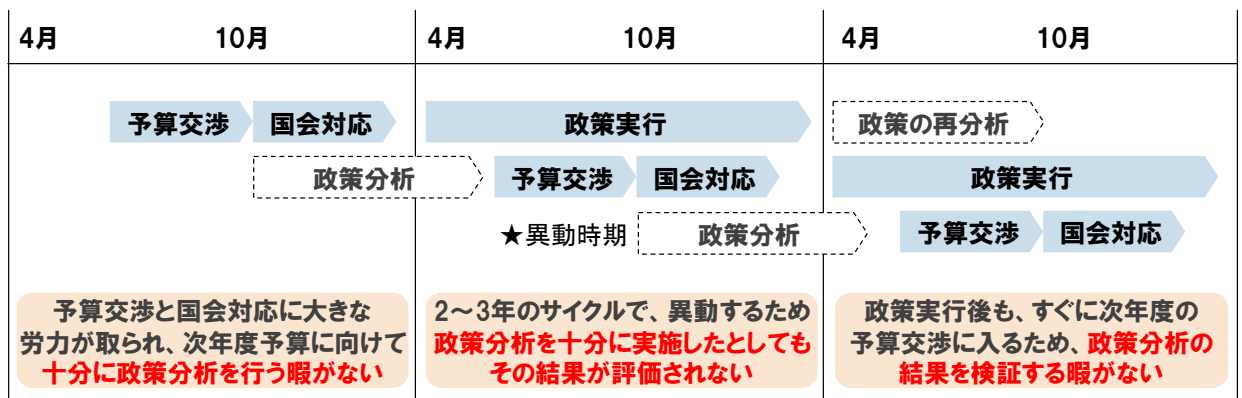 4月 10月 4月 10月 4月 10月
予算交渉 国会対応 政策実行 政策の再分析
政策分析 予算交渉 国会対応 政策実行
★異動時期 政策分析 予算交渉 国会対応
予算交渉と国会対応に大きな
労力が取られ、次年度予算に向けて
十分に政策分析を行う暇がない
2~3年のサイクルで、異動するため
政策分析を十分に実施したとしても
その結果が評価されない
政策実行後も、すぐに次年度の
予算交渉に入るため、政策分析の
結果を検証する暇がない